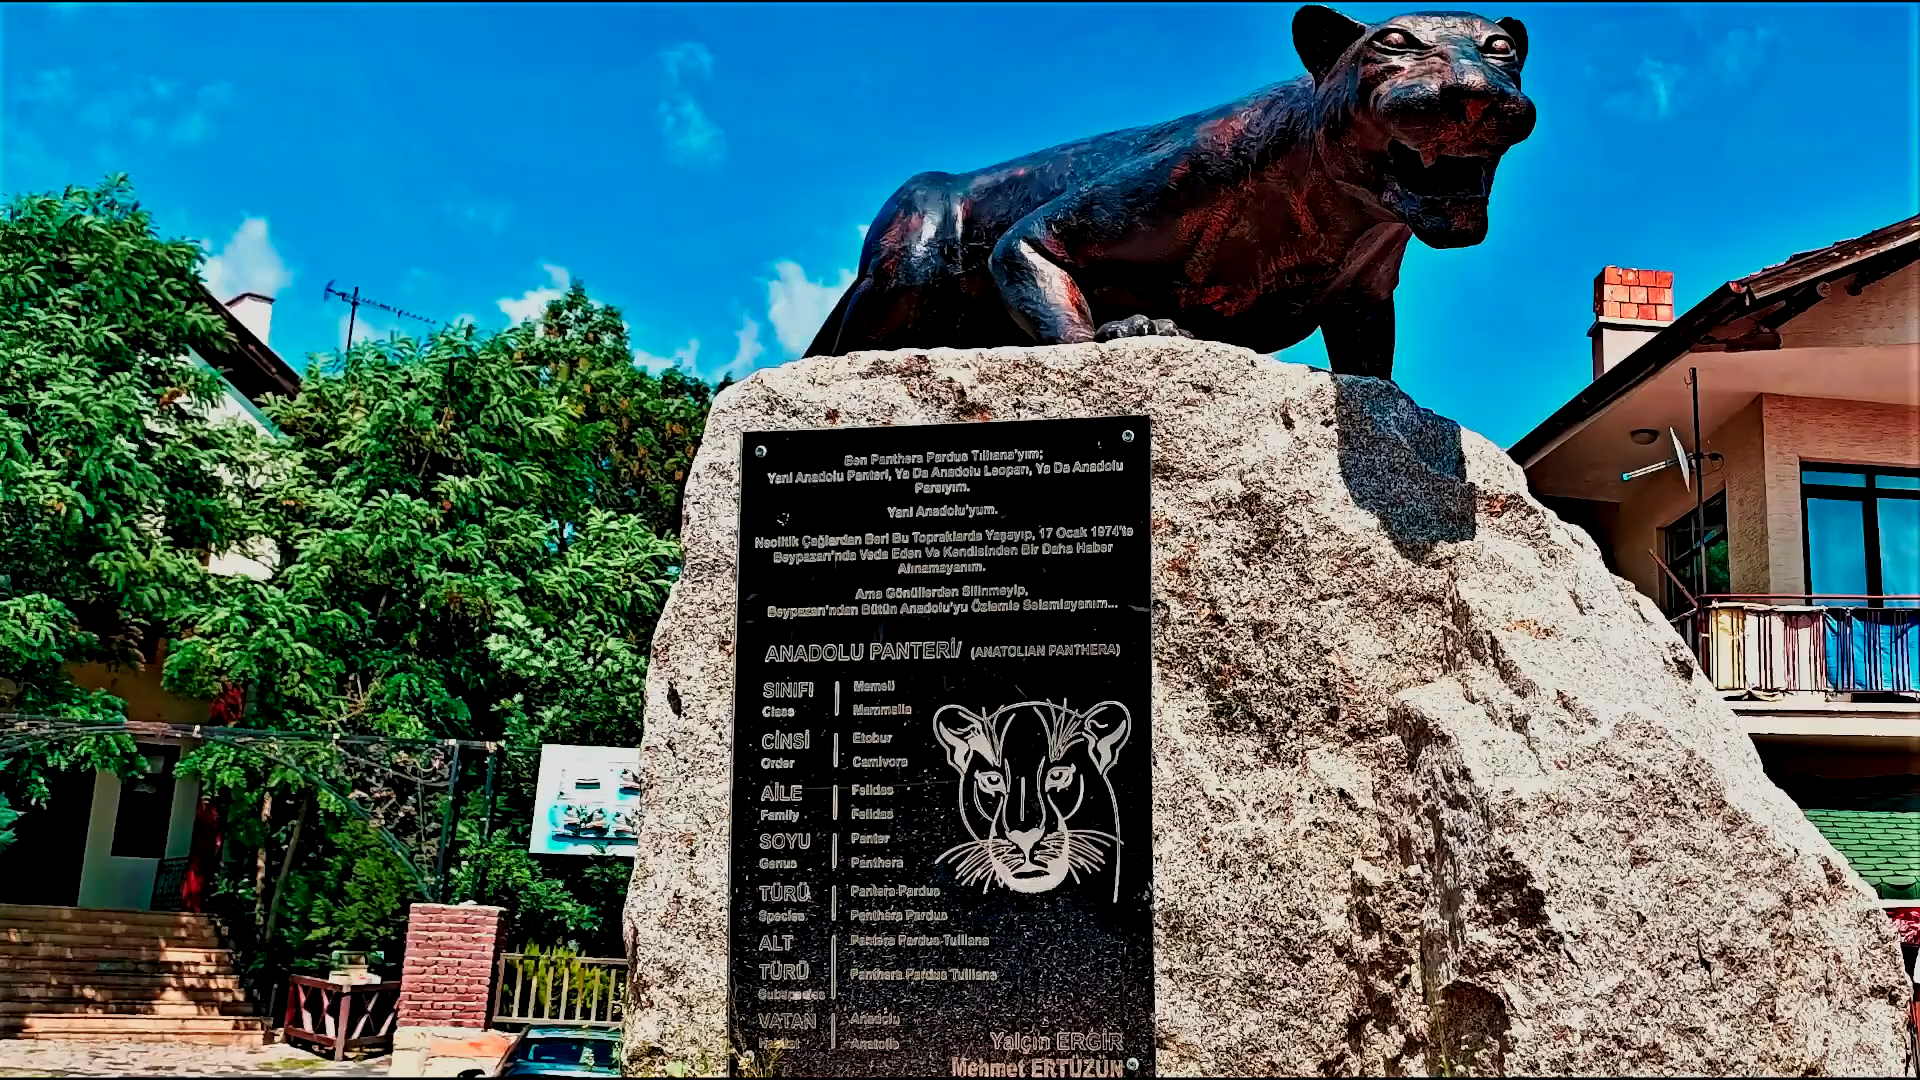 Ben Panthera Pardus Tilliana'yım;
Yani Anadolu Panteri, Ya Da Anadolu Leoparı, Ya Da Anadolu
Parsıyım.
Yani Anadolu'yum.
Neolitik Çağlardan Beri Bu Topraklarda Yaşayıp, 17 Ocak 1974'te
Beypazarı'nda Veda Eden Ve Kendisinden Bir Daha Haber
Alınamayanım.
Ama Gönüllerden Silinmeyip,
Beypazarı'ndan Bütün Anadolu'yu Özlemle Selamlayanım...
ANADOLU PANTERİ/ (ANATOLIAN PANTHERA)
SINIFI Memeli
Class Mammalia
CİNSİ Etobur
Order Carnivora
AİLE Felidae
Family Felidae
SOYU Panter
Genus Panthera
TÜRÜ Pantera Pardus
Species Panthera Pardus
ALT Pantera Pardus Tulliana
TÜRÜ Panthera Pardus Tulliana
Subspecies
VATAN Anadolu
Habitat Anatolia
Yalçın ERGİR
Mehmet ERTÜZÜN